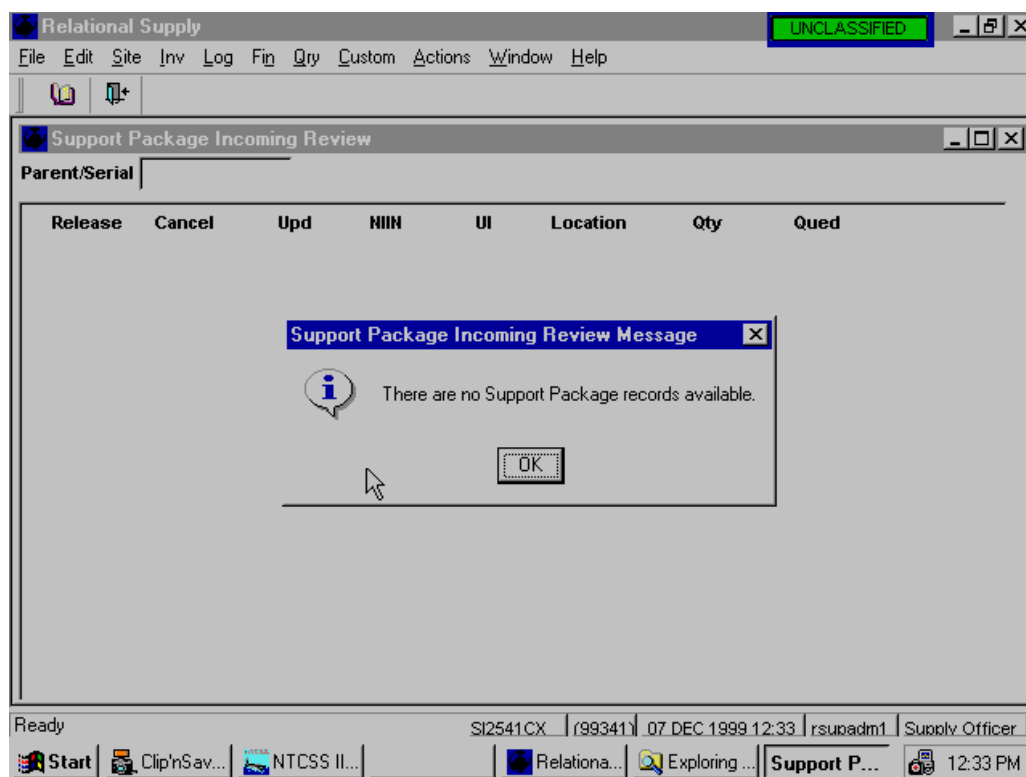 Relational Supply UNCLASSIFIED
File Edit Site Inv Log Fin Qry Custom Actions Window Help
Support Package Incoming Review
Parent/Serial
Release Cancel Upd NIIN UI Location Qty Qued
Support Package Incoming Review Message
There are no Support Package records available.
OK
Ready SI2541CX (99341) 07 DEC 1999 12:33 rsupadm1 Supply Officer
Start Clip'nSav... NTCSS II... Relationa... Exploring ... Support P... 12:33 PM